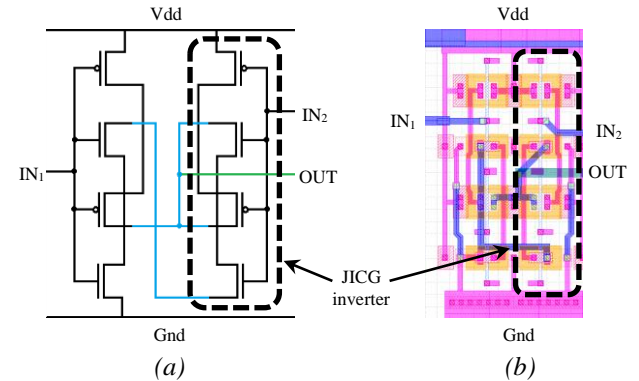 Vdd
IN1
IN2
OUT
Gnd
(a)
JICG
inverter
Vdd
IN1
IN2
OUT
Gnd
(b)